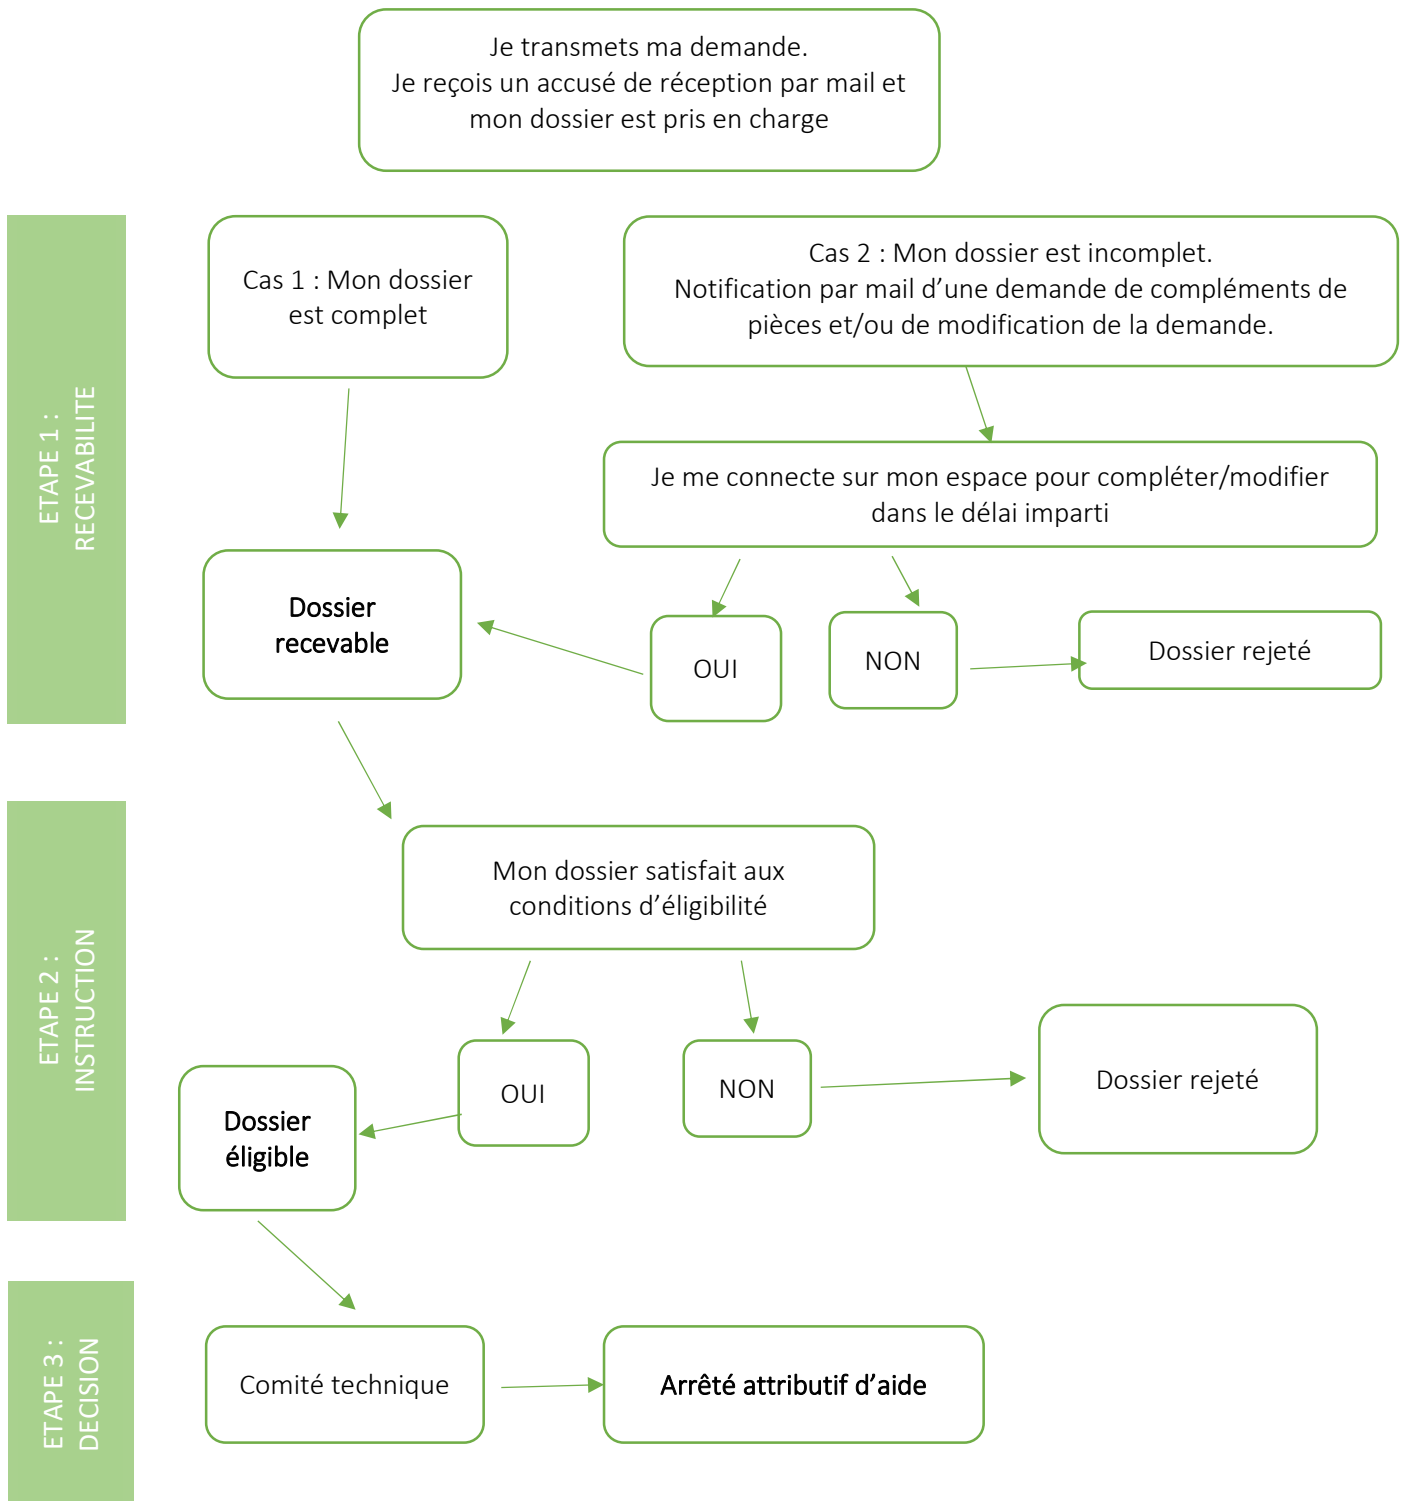 Je transmets ma demande.
Je reçois un accusé de réception par mail et
mon dossier est pris en charge
ETAPE 1 :
RECEVABILITE
Cas 1 : Mon dossier
est complet
Cas 2 : Mon dossier est incomplet.
Notification par mail d’une demande de compléments de
pièces et/ou de modification de la demande.
Je me connecte sur mon espace pour compléter/modifier
dans le délai imparti
Dossier
recevable
OUI
NON
Dossier rejeté
ETAPE 2 :
INSTRUCTION
Mon dossier satisfait aux
conditions d’éligibilité
OUI
NON
Dossier rejeté
Dossier
éligible
ETAPE 3 :
DECISION
Comité technique
Arrêté attributif d’aide